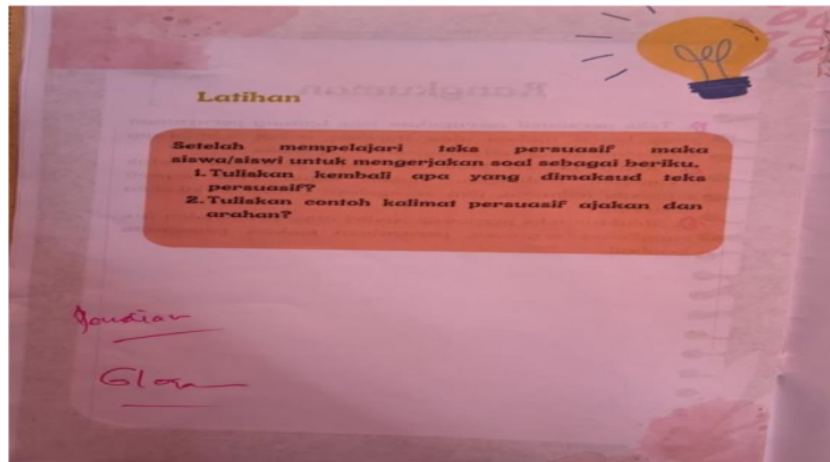 Latihan
Setelah mempelajari teks persuasif maka
siswa/siswi untuk mengerjakan soal sebagai beriku.
1. Tuliskan kembali apa yang dimaksud teks
persuasif?
2. Tuliskan contoh kalimat persuasif ajakan dan
arahan?